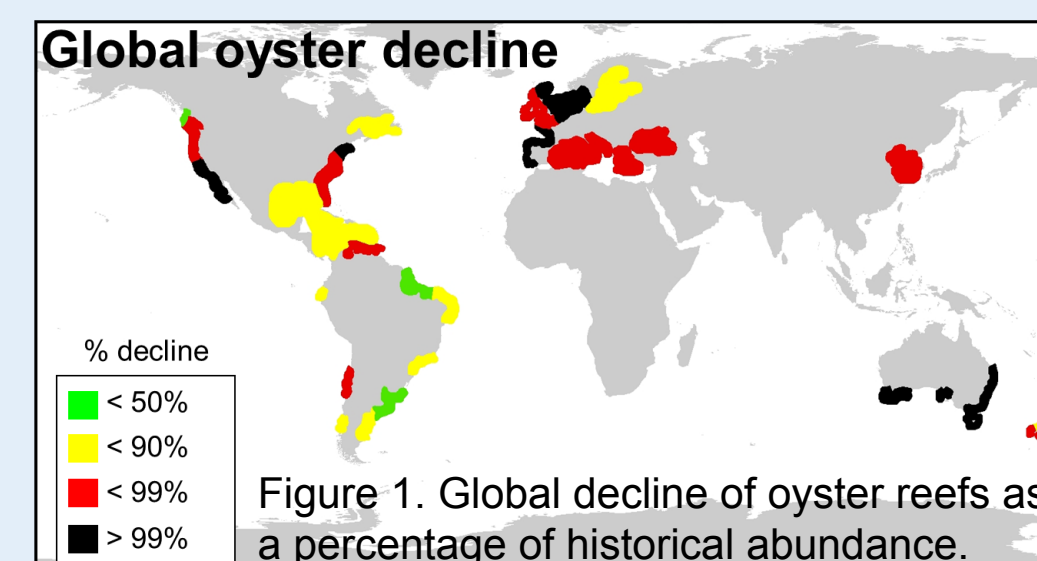 Global oyster decline
% decline
< 50%
< 90%
< 99%
> 99%
Figure 1. Global decline of oyster reefs as
a percentage of historical abundance.